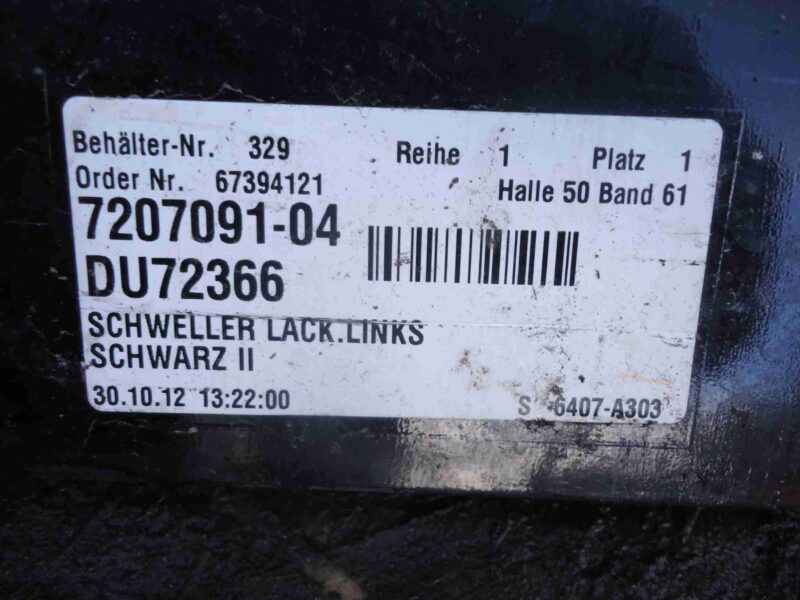 Behälter-Nr. 329 Reihe 1 Platz 1
Order Nr. 67394121 Halle 50 Band 61
7207091-04
DU72366
SCHWELLER LACK.LINKS
SCHWARZ II
30.10.12 13:22:00 S 6407-A303